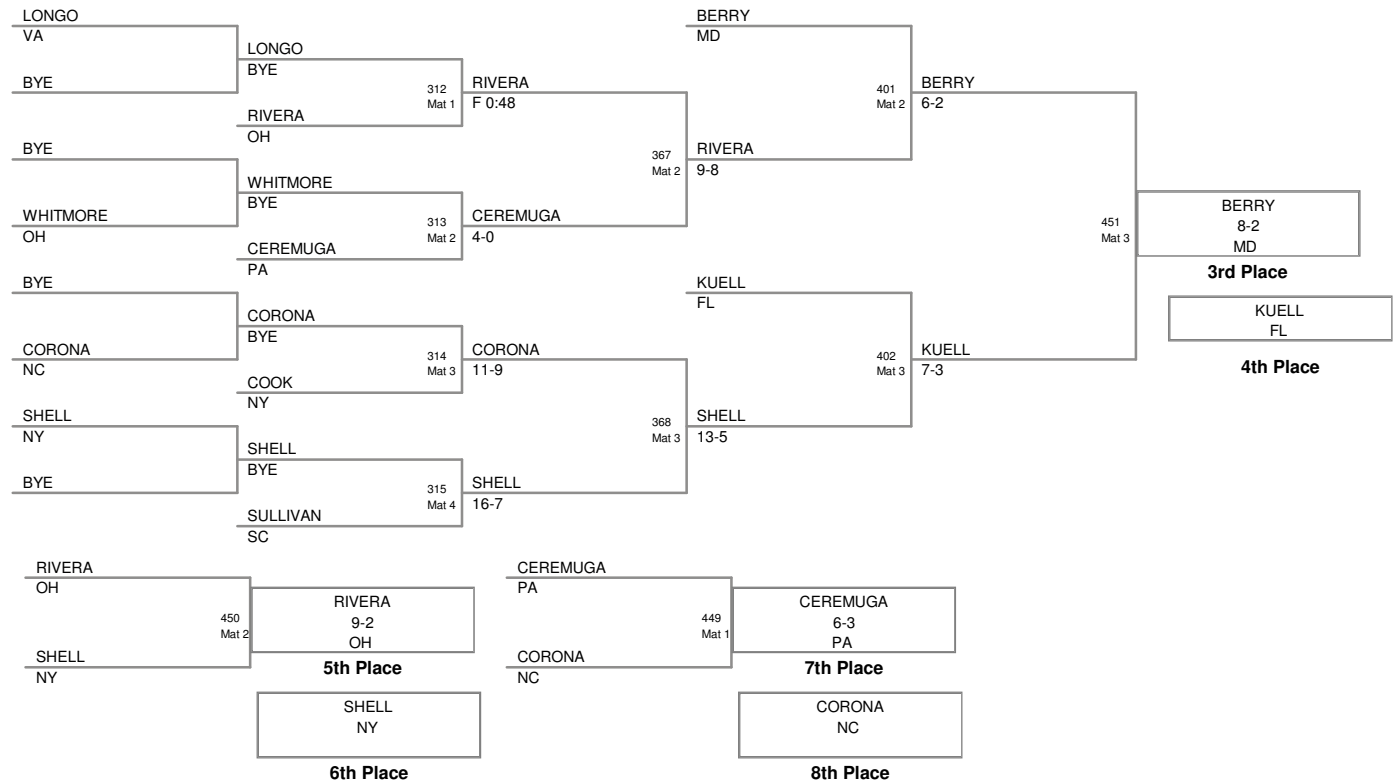 LONGO
VA
BYE
BYE
WHITMORE
OH
BYE
CORONA
NC
SHELL
NY
BYE
LONGO
BYE
RIVERA
OH
WHITMORE
BYE
CEREMUGA
PA
CORONA
BYE
COOK
NY
SHELL
BYE
SULLIVAN
SC
312
Mat 1
313
Mat 2
314
Mat 3
315
Mat 4
RIVERA
F 0:48
CEREMUGA
4-0
CORONA
11-9
SHELL
16-7
367
Mat 2
368
Mat 3
BERRY
MD
RIVERA
9-8
KUELL
FL
SHELL
13-5
401
Mat 2
402
Mat 3
BERRY
6-2
KUELL
7-3
451
Mat 3
BERRY
8-2
MD
3rd Place
KUELL
FL
4th Place
RIVERA
OH
SHELL
NY
450
Mat 2
RIVERA
9-2
OH
5th Place
SHELL
NY
6th Place
CEREMUGA
PA
CORONA
NC
449
Mat 1
CEREMUGA
6-3
PA
7th Place
CORONA
NC
8th Place